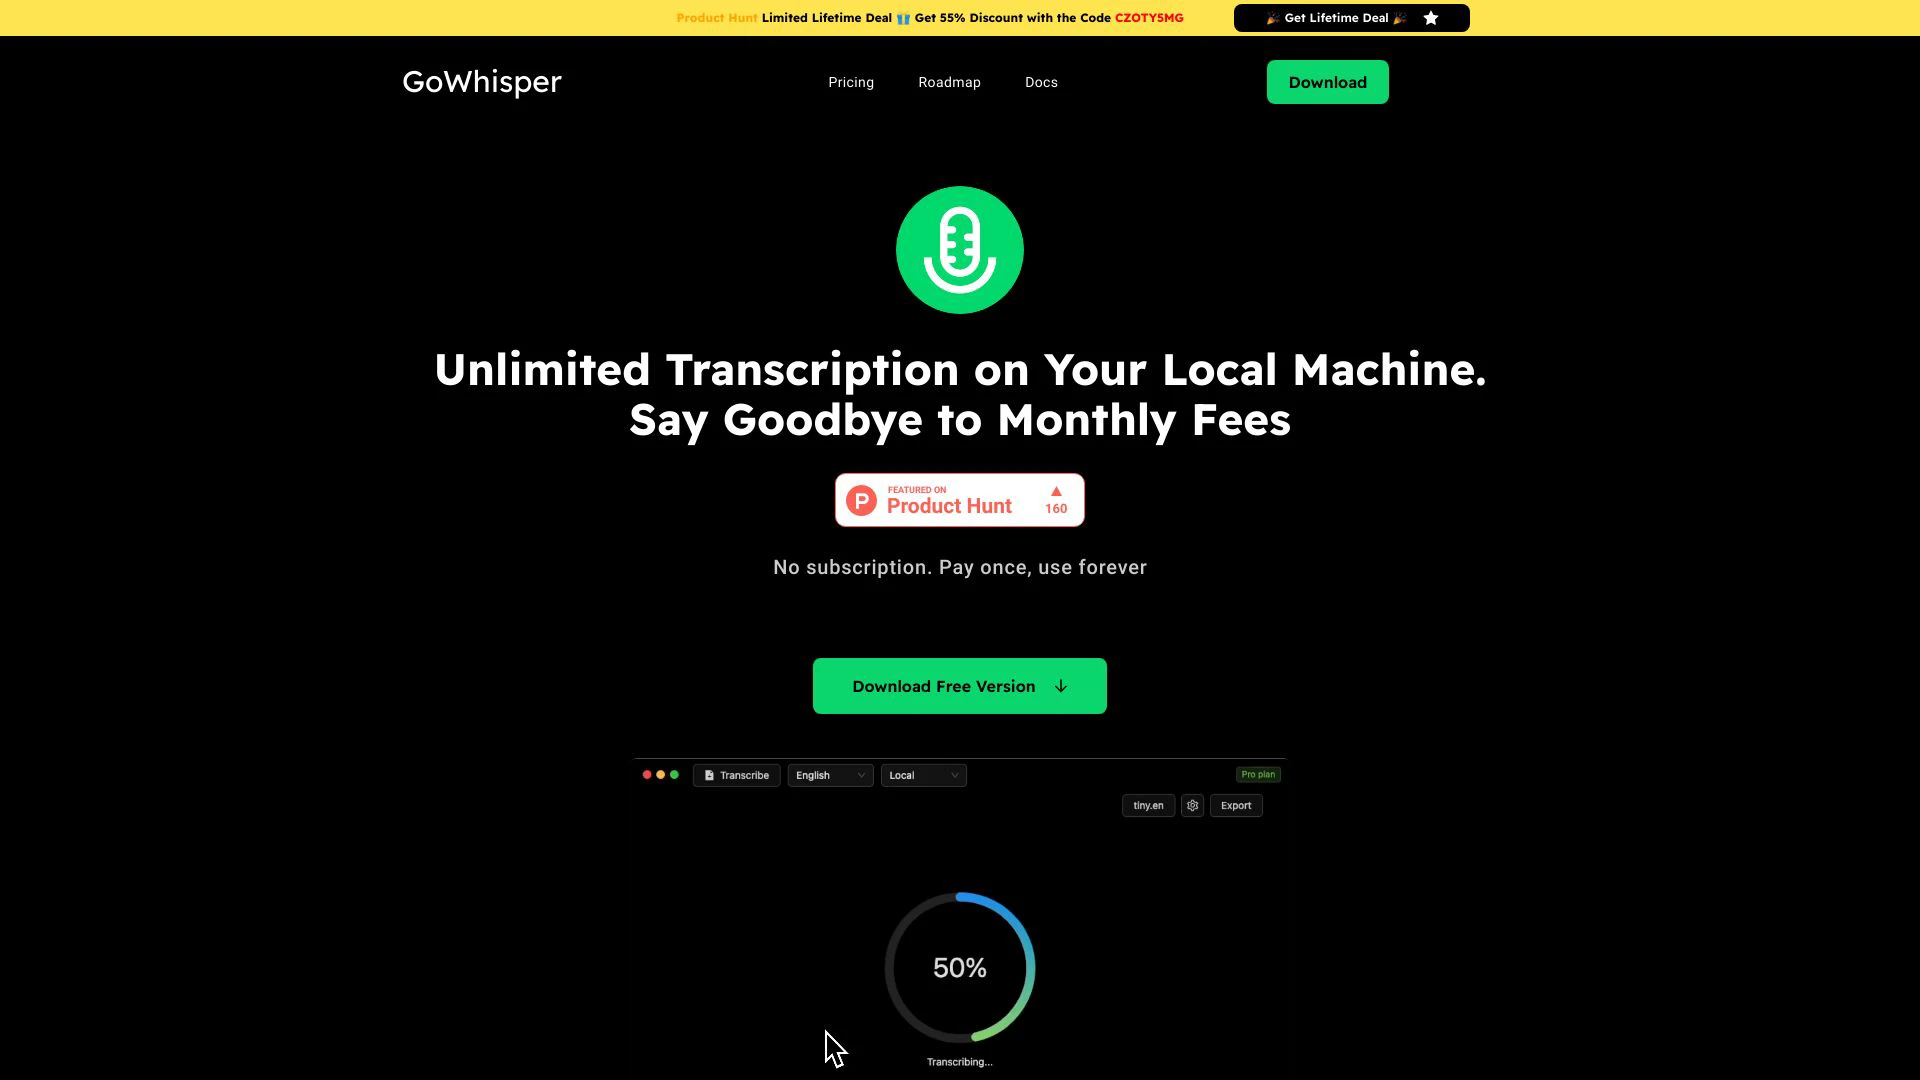 Product Hunt Limited Lifetime Deal 🎁 Get 55% Discount with the Code CZOTY5MG
🎉 Get Lifetime Deal 🎉
GoWhisper
Pricing
Roadmap
Docs
Download
Unlimited Transcription on Your Local Machine.
Say Goodbye to Monthly Fees
FEATURED ON
Product Hunt
160
No subscription. Pay once, use forever
Download Free Version
Transcribe
English
Local
Pro plan
tiny.en
Export
50%
Transcribing...